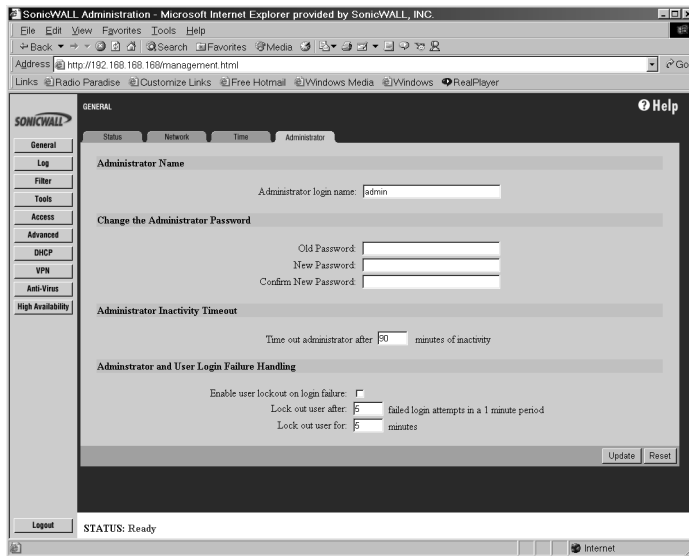 SonicWALL Administration - Microsoft Internet Explorer provided by SonicWALL, INC.
File Edit View Favorites Tools Help
Back Search Favorites Media
Address http://192.168.168.168/management.html Go
Links Radio Paradise Customize Links Free Hotmail Windows Media Windows RealPlayer
SONICWALL
GENERAL
Help
Status Network Time Administrator
General
Log
Filter
Tools
Access
Advanced
DHCP
VPN
Anti-Virus
High Availability
Administrator Name
Administrator login name: admin
Change the Administrator Password
Old Password:
New Password:
Confirm New Password:
Administrator Inactivity Timeout
Time out administrator after 90 minutes of inactivity
Adminstrator and User Login Failure Handling
Enable user lockout on login failure:
Lock out user after: 5 failed login attempts in a 1 minute period
Lock out user for: 5 minutes
Update Reset
Logout
STATUS: Ready
Internet